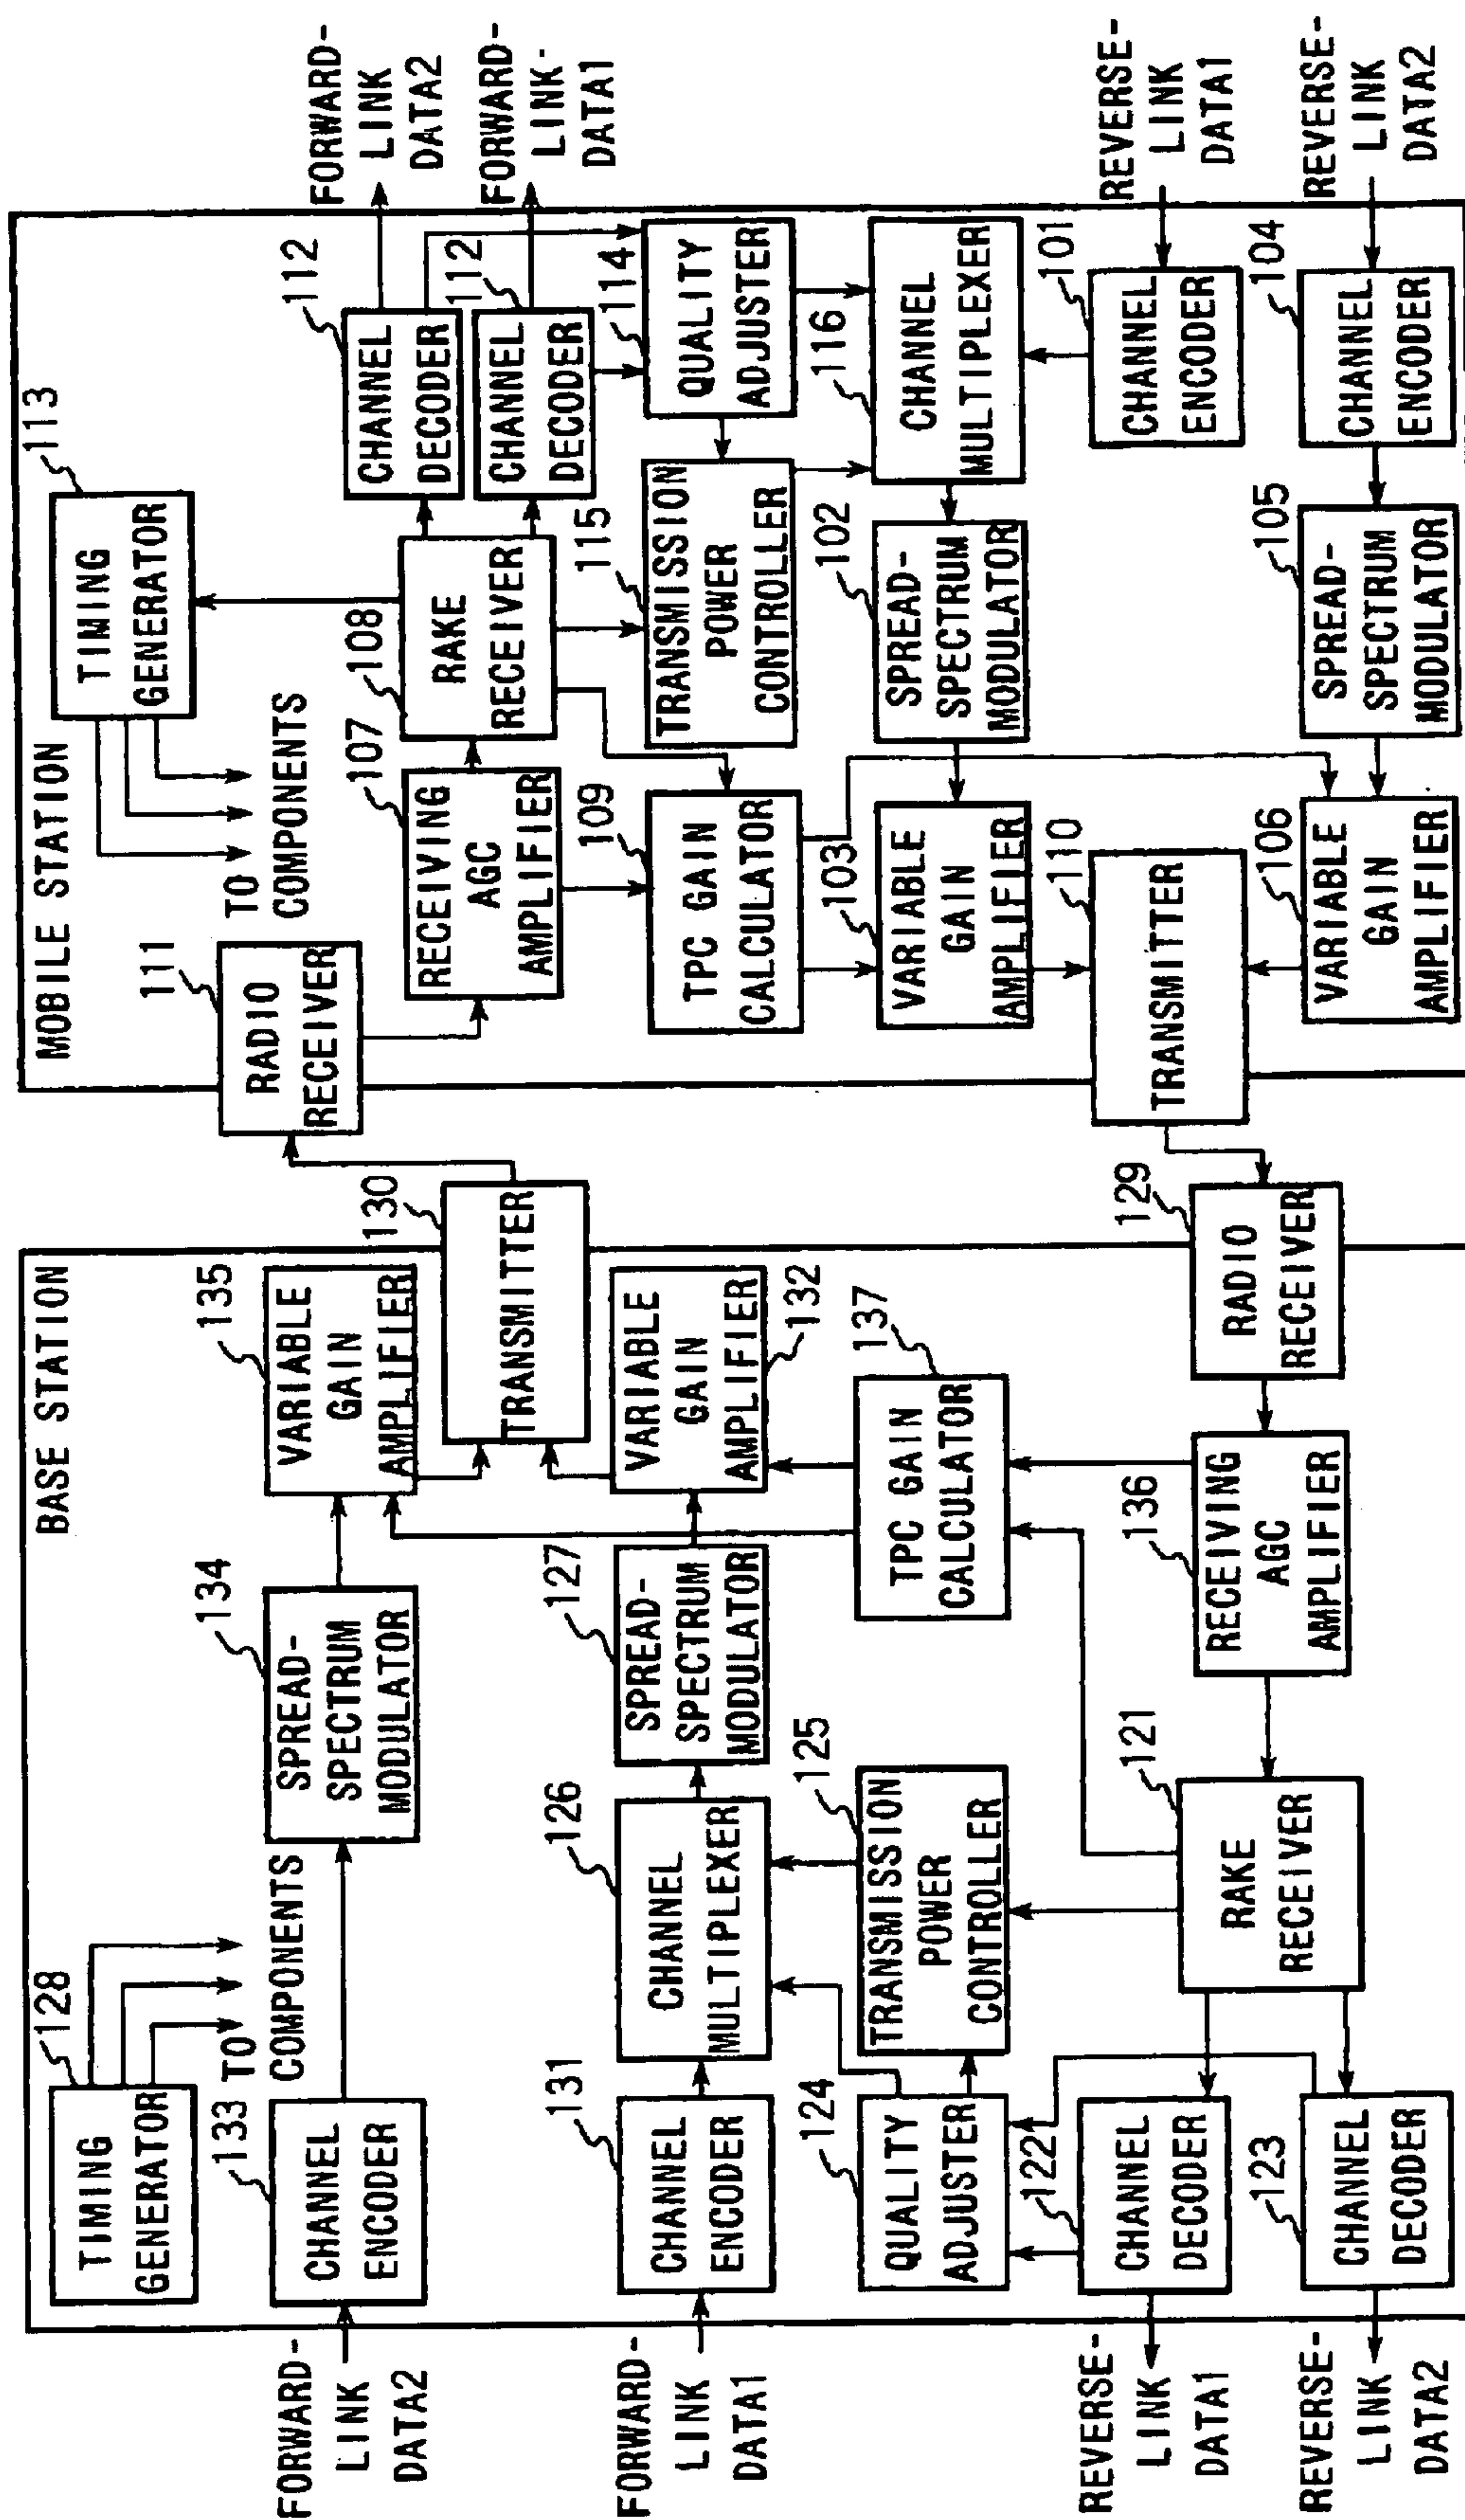 BASE STATION
128
TIMING
GENERATOR
TO
COMPONENTS
FORWARD-
LINK
DATA2
133
CHANNEL
ENCODER
134
SPREAD-
SPECTRUM
MODULATOR
135
VARIABLE
GAIN
AMPLIFIER
130
TRANSMITTER
FORWARD-
LINK
DATA1
131
CHANNEL
ENCODER
126
CHANNEL
MULTIPLEXER
127
SPREAD-
SPECTRUM
MODULATOR
VARIABLE
GAIN
AMPLIFIER
132
124
QUALITY
ADJUSTER
125
TRANSMISSION
POWER
CONTROLLER
137
TPC GAIN
CALCULATOR
REVERSE-
LINK
DATA1
122
CHANNEL
DECODER
REVERSE-
LINK
DATA2
123
CHANNEL
DECODER
121
RAKE
RECEIVER
136
RECEIVING
AGC
AMPLIFIER
129
RADIO
RECEIVER
MOBILE STATION
111
RADIO
RECEIVER
TO
COMPONENTS
113
TIMING
GENERATOR
107
RECEIVING
AGC
AMPLIFIER
108
RAKE
RECEIVER
112
CHANNEL
DECODER
FORWARD-
LINK
DATA2
112
CHANNEL
DECODER
FORWARD-
LINK-
DATA1
109
TPC GAIN
CALCULATOR
115
TRANSMISSION
POWER
CONTROLLER
114
QUALITY
ADJUSTER
103
VARIABLE
GAIN
AMPLIFIER
102
SPREAD-
SPECTRUM
MODULATOR
116
CHANNEL
MULTIPLEXER
110
TRANSMITTER
101
CHANNEL
ENCODER
REVERSE-
LINK
DATA1
106
VARIABLE
GAIN
AMPLIFIER
105
SPREAD-
SPECTRUM
MODULATOR
104
CHANNEL
ENCODER
REVERSE-
LINK
DATA2